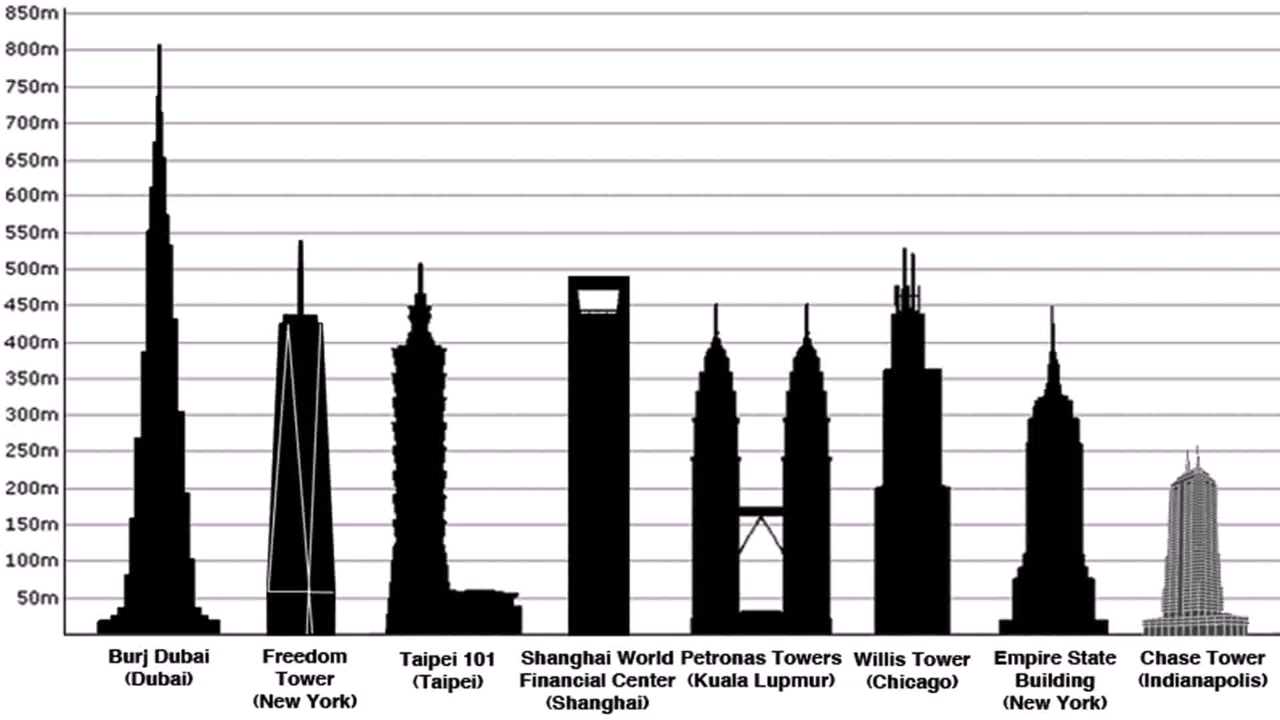 850m
800m
750m
700m
650m
600m
550m
500m
450m
400m
350m
300m
250m
200m
150m
100m
50m
Burj Dubai
(Dubai)
Freedom
Tower
(New York)
Taipei 101
(Taipei)
Shanghai World
Financial Center
(Shanghai)
Petronas Towers
(Kuala Lupmur)
Willis Tower
(Chicago)
Empire State
Building
(New York)
Chase Tower
(Indianapolis)